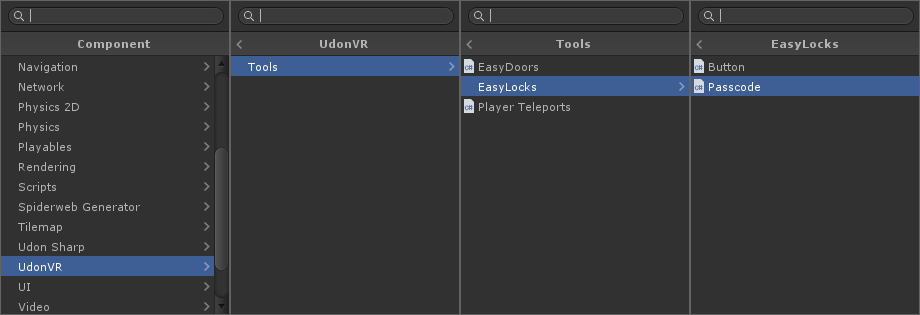 Component
Navigation
Network
Physics 2D
Physics
Playables
Rendering
Scripts
Spiderweb Generator
Tilemap
Udon Sharp
UdonVR
UI
Video
UdonVR
Tools
Tools
EasyDoors
EasyLocks
Player Teleports
EasyLocks
Button
Passcode